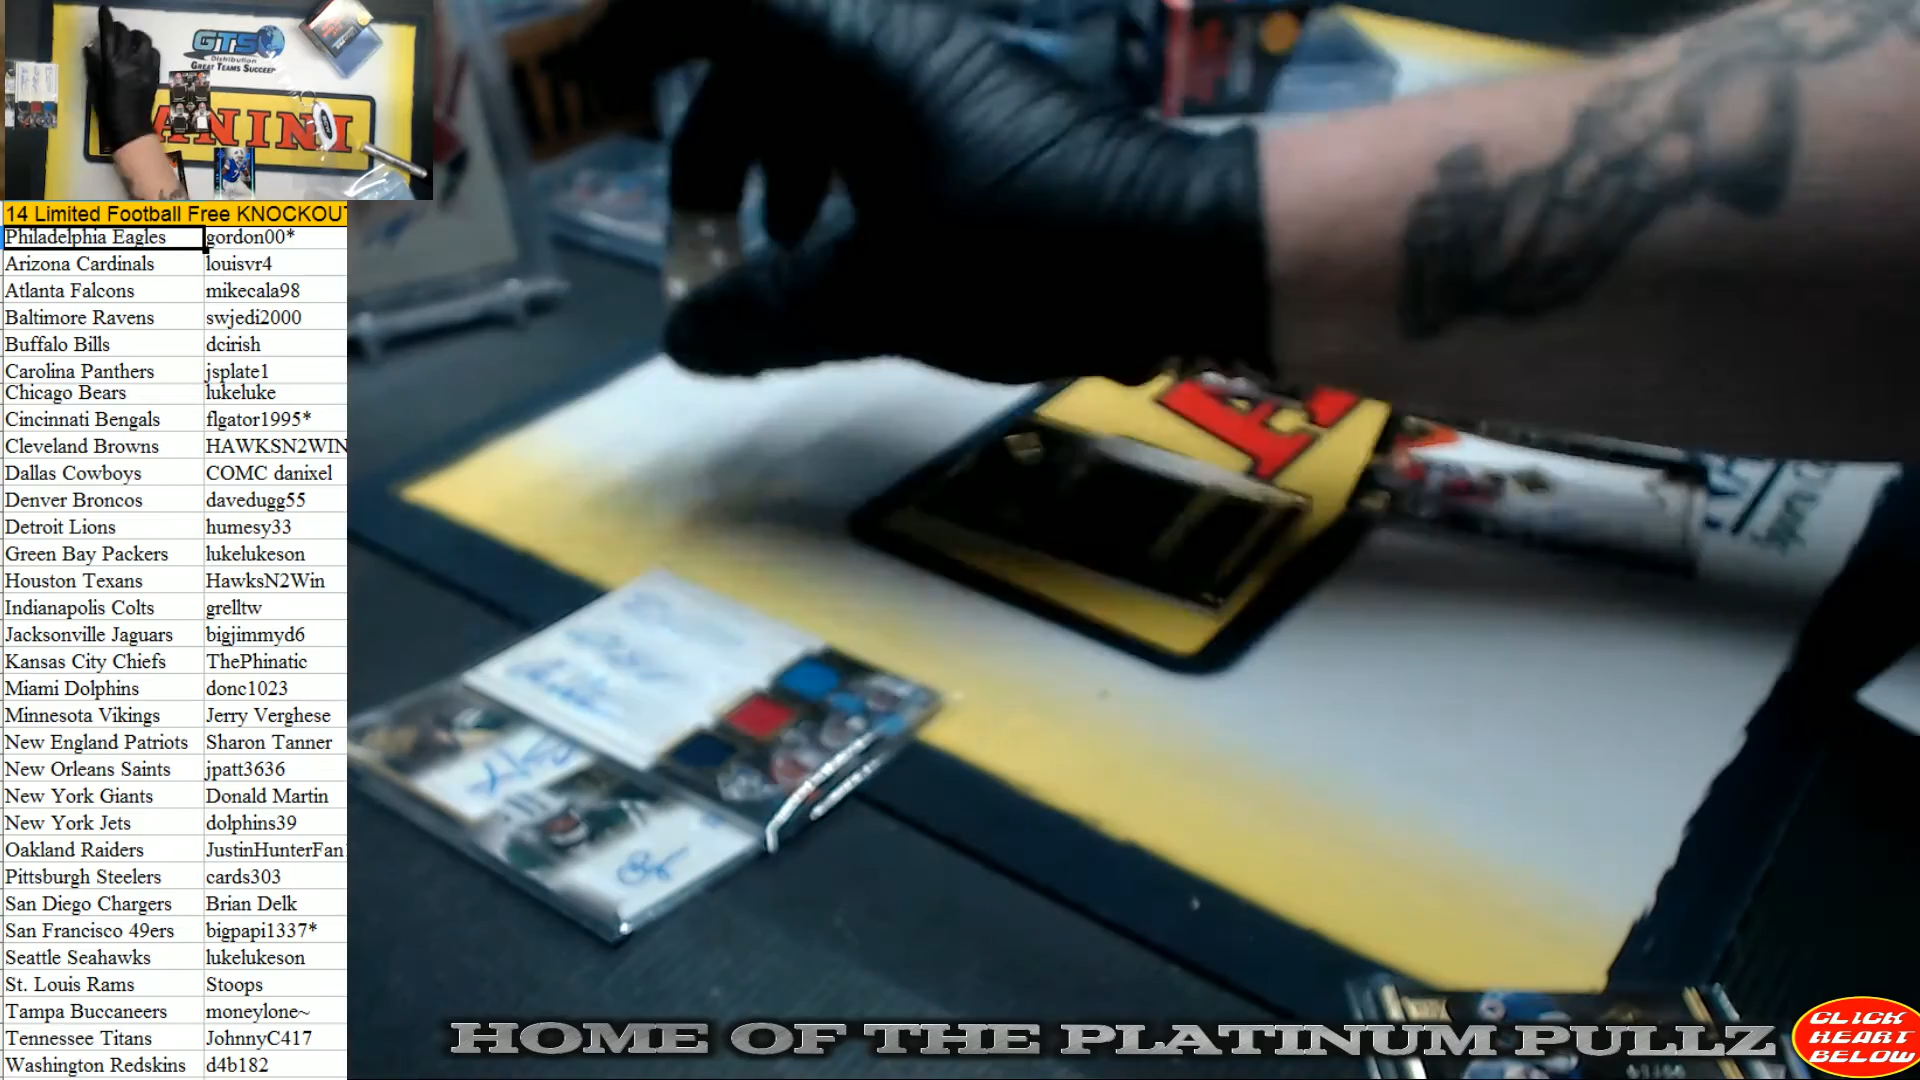 GTS
Distribution
GREAT TEAMS SUCCEED
PANINI
14 Limited Football Free KNOCKOUT
Philadelphia Eagles gordon00*
Arizona Cardinals louisvr4
Atlanta Falcons mikecala98
Baltimore Ravens swjedi2000
Buffalo Bills dcirish
Carolina Panthers jsplate1
Chicago Bears lukeluke
Cincinnati Bengals flgator1995*
Cleveland Browns HAWKSN2WIN
Dallas Cowboys COMC danixel
Denver Broncos davedugg55
Detroit Lions humesy33
Green Bay Packers lukelukeson
Houston Texans HawksN2Win
Indianapolis Colts grelltw
Jacksonville Jaguars bigjimmyd6
Kansas City Chiefs ThePhinatic
Miami Dolphins donc1023
Minnesota Vikings Jerry Verghese
New England Patriots Sharon Tanner
New Orleans Saints jpatt3636
New York Giants Donald Martin
New York Jets dolphins39
Oakland Raiders JustinHunterFan
Pittsburgh Steelers cards303
San Diego Chargers Brian Delk
San Francisco 49ers bigpapi1337*
Seattle Seahawks lukelukeson
St. Louis Rams Stoops
Tampa Buccaneers moneylone~
Tennessee Titans JohnnyC417
Washington Redskins d4b182
HOME OF THE PLATINUM PULLZ
CLICK
HEART
BELOW